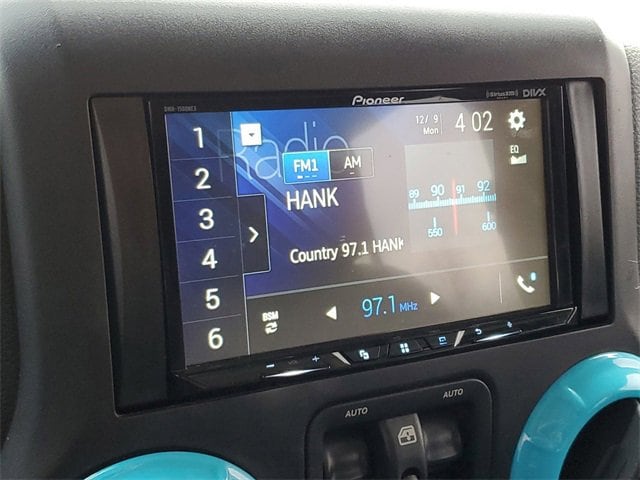 DMH-1500NEX Pioneer SiriusXM DIVX
1 Radio 12/ 9 Mon 4 02
FM1 AM EQ
2
HANK 89 90 91 92
3
550 600
4 Country 97.1 HANK
5 97.1 MHz
BSM
6
- +
AUTO AUTO